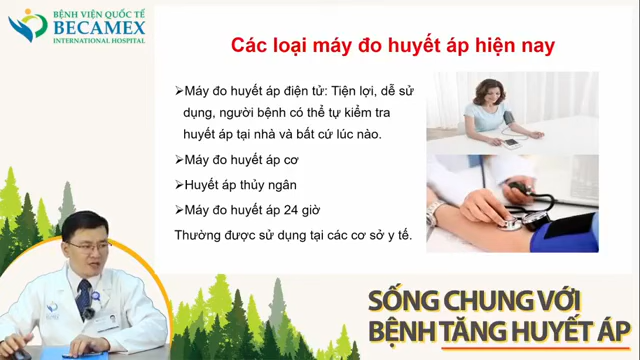 BỆNH VIỆN QUỐC TẾ
BECAMEX
INTERNATIONAL HOSPITAL
Các loại máy đo huyết áp hiện nay
➢Máy đo huyết áp điện tử: Tiện lợi, dễ sử
dụng, người bệnh có thể tự kiểm tra
huyết áp tại nhà và bất cứ lúc nào.
➢Máy đo huyết áp cơ
➢Huyết áp thủy ngân
➢Máy đo huyết áp 24 giờ
Thường được sử dụng tại các cơ sở y tế.
SỐNG CHUNG VỚI
BỆNH TĂNG HUYẾT ÁP